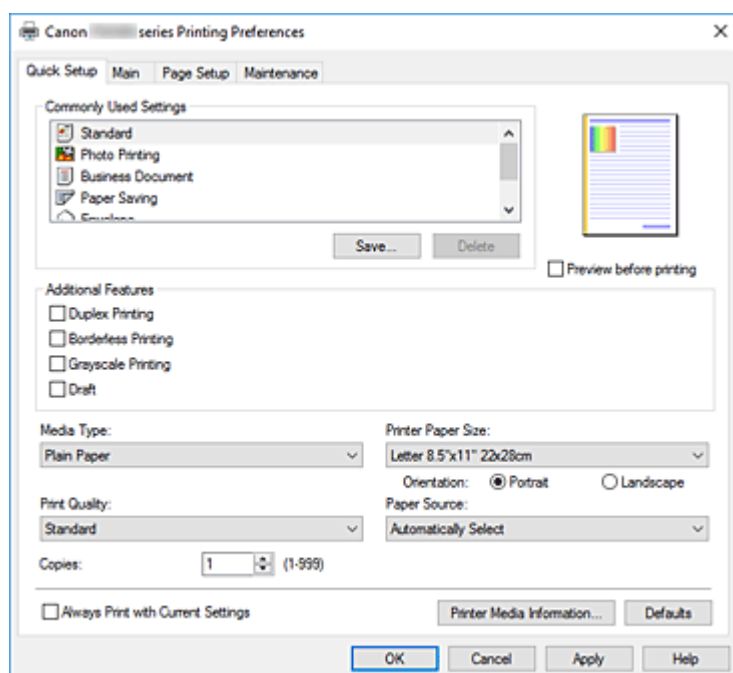 Canon series Printing Preferences
Quick Setup Main Page Setup Maintenance
Commonly Used Settings
Standard
Photo Printing
Business Document
Paper Saving
Envelope
Save... Delete
Preview before printing
Additional Features
Duplex Printing
Borderless Printing
Grayscale Printing
Draft
Media Type: Printer Paper Size:
Plain Paper Letter 8.5"x11" 22x28cm
Orientation: Portrait Landscape
Print Quality: Paper Source:
Standard Automatically Select
Copies: 1 (1-999)
Always Print with Current Settings Printer Media Information... Defaults
OK Cancel Apply Help